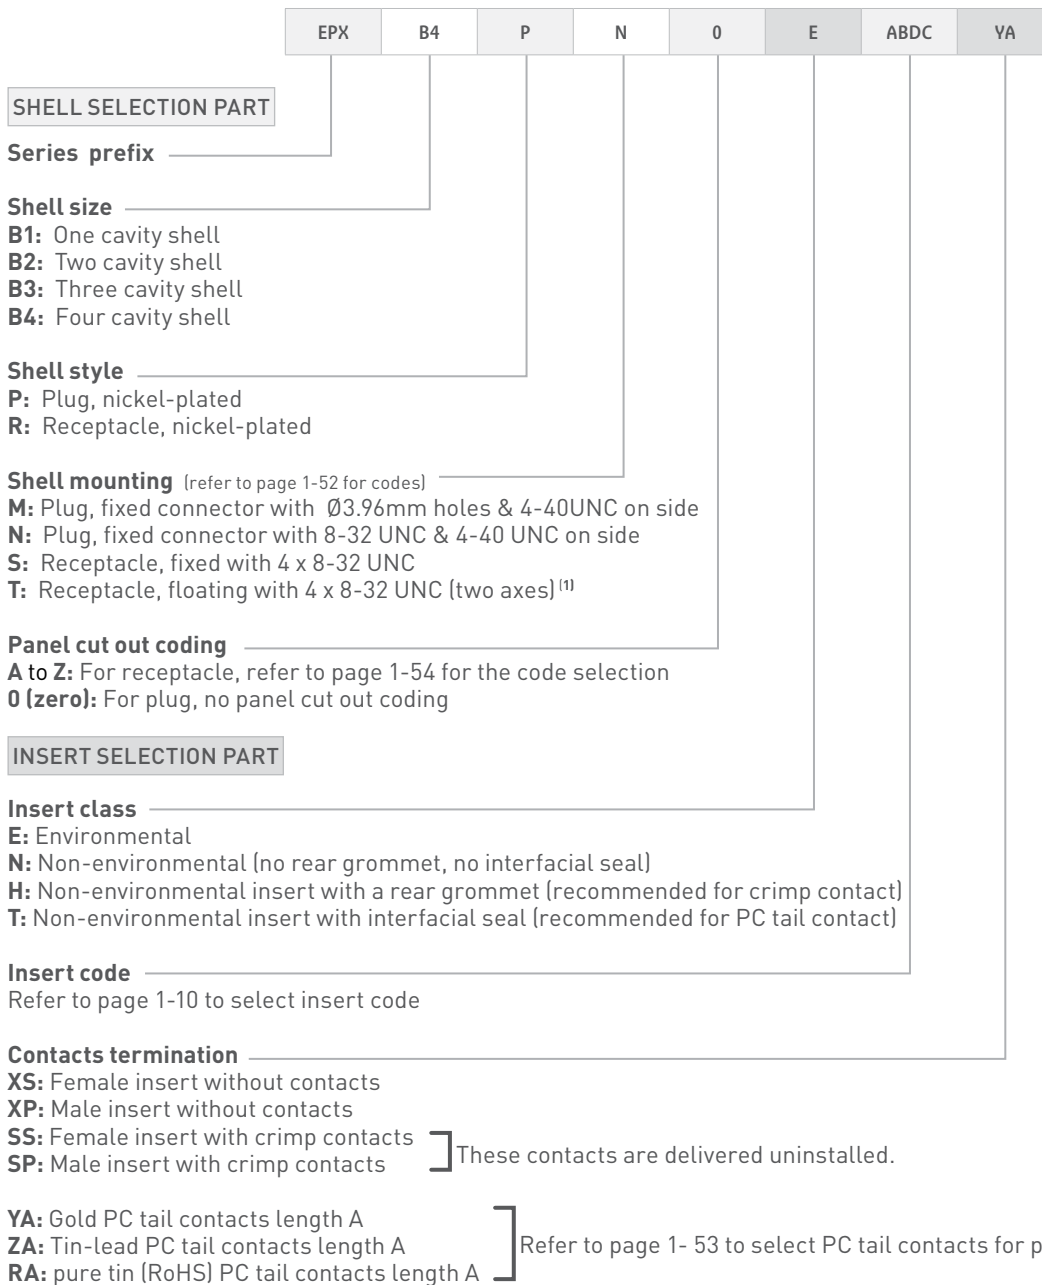 EPX B4 P N 0 E ABDC YA
SHELL SELECTION PART
Series prefix
Shell size
B1: One cavity shell
B2: Two cavity shell
B3: Three cavity shell
B4: Four cavity shell
Shell style
P: Plug, nickel-plated
R: Receptacle, nickel-plated
Shell mounting (refer to page 1-52 for codes)
M: Plug, fixed connector with Ø3.96mm holes & 4-40UNC on side
N: Plug, fixed connector with 8-32 UNC & 4-40 UNC on side
S: Receptacle, fixed with 4 x 8-32 UNC
T: Receptacle, floating with 4 x 8-32 UNC (two axes) (1)
Panel cut out coding
A to Z: For receptacle, refer to page 1-54 for the code selection
0 (zero): For plug, no panel cut out coding
INSERT SELECTION PART
Insert class
E: Environmental
N: Non-environmental (no rear grommet, no interfacial seal)
H: Non-environmental insert with a rear grommet (recommended for crimp contact)
T: Non-environmental insert with interfacial seal (recommended for PC tail contact)
Insert code
Refer to page 1-10 to select insert code
Contacts termination
XS: Female insert without contacts
XP: Male insert without contacts
SS: Female insert with crimp contacts
SP: Male insert with crimp contacts
These contacts are delivered uninstalled.
YA: Gold PC tail contacts length A
ZA: Tin-lead PC tail contacts length A
RA: pure tin (RoHS) PC tail contacts length A
Refer to page 1- 53 to select PC tail contacts for p